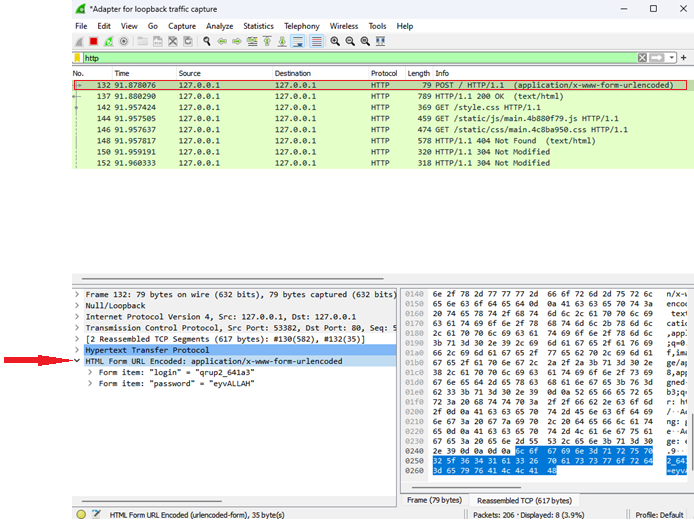 *Adapter for loopback traffic capture
File Edit View Go Capture Analyze Statistics Telephony Wireless Tools Help
http
No. Time Source Destination Protocol Length Info
132 91.878076 127.0.0.1 127.0.0.1 HTTP 79 POST / HTTP/1.1 (application/x-www-form-urlencoded)
137 91.880290 127.0.0.1 127.0.0.1 HTTP 789 HTTP/1.1 200 OK (text/html)
142 91.957424 127.0.0.1 127.0.0.1 HTTP 369 GET /style.css HTTP/1.1
144 91.957505 127.0.0.1 127.0.0.1 HTTP 459 GET /static/js/main.4b880f79.js HTTP/1.1
146 91.957637 127.0.0.1 127.0.0.1 HTTP 474 GET /static/css/main.4c8ba950.css HTTP/1.1
148 91.957817 127.0.0.1 127.0.0.1 HTTP 578 HTTP/1.1 404 Not Found (text/html)
150 91.959191 127.0.0.1 127.0.0.1 HTTP 320 HTTP/1.1 304 Not Modified
152 91.960333 127.0.0.1 127.0.0.1 HTTP 318 HTTP/1.1 304 Not Modified
Frame 132: 79 bytes on wire (632 bits), 79 bytes captured (632 bits)
Null/Loopback
Internet Protocol Version 4, Src: 127.0.0.1, Dst: 127.0.0.1
Transmission Control Protocol, Src Port: 53382, Dst Port: 80, Seq: 5
[2 Reassembled TCP Segments (617 bytes): #130(582), #132(35)]
Hypertext Transfer Protocol
HTML Form URL Encoded: application/x-www-form-urlencoded
Form item: "login" = "qrup2_641a3"
Form item: "password" = "eyvALLAH"
0140 6e 2f 78 2d 77 77 77 2d 66 6f 72 6d 2d 75 72 6c n/x-w
0150 65 6e 63 6f 64 65 64 0d 0a 41 63 63 65 70 74 3a encod
0160 20 74 65 78 74 2f 68 74 6d 6c 2c 61 70 70 6c 69 text
0170 63 61 74 69 6f 6e 2f 78 68 74 6d 6c 2b 78 6d 6c catio
0180 2c 61 70 70 6c 69 63 61 74 69 6f 6e 2f 78 6d 6c ,appl
0190 3b 71 3d 30 2e 39 2c 69 6d 61 67 65 2f 61 76 69 ;q=0.
01a0 66 2c 69 6d 61 67 65 2f 77 65 62 70 2c 69 6d 61 f,ima
01b0 67 65 2f 61 70 6e 67 2c 2a 2f 2a 3b 71 3d 30 2e ge/ap
01c0 38 2c 61 70 70 6c 69 63 61 74 69 6f 6e 2f 73 69 8,app
01d0 67 6e 65 64 2d 65 78 63 68 61 6e 67 65 3b 76 3d gned-
01e0 62 33 3b 71 3d 30 2e 39 0d 0a 52 65 66 65 72 65 b3;q=
01f0 72 3a 20 68 74 74 70 3a 2f 2f 66 62 2e 63 6f 6d r: ht
0200 2f 0d 0a 41 63 63 65 70 74 2d 45 6e 63 6f 64 69 /··Ac
0210 6e 67 3a 20 67 7a 69 70 2c 20 64 65 66 6c 61 74 ng: g
0220 65 0d 0a 41 63 63 65 70 74 2d 4c 61 6e 67 75 61 e··Ac
0230 67 65 3a 20 65 6e 2d 55 53 2c 65 6e 3b 71 3d 30 ge: e
0240 2e 39 0d 0a 0d 0a 6c 6f 67 69 6e 3d 71 72 75 70 .9···
0250 32 5f 36 34 31 61 33 26 70 61 73 73 77 6f 72 64 2_641
0260 3d 65 79 76 41 4c 4c 41 48 =eyvA
Frame (79 bytes) Reassembled TCP (617 bytes)
HTML Form URL Encoded (urlencoded-form), 35 byte(s) Packets: 206 · Displayed: 8 (3.9%) Profile: Default